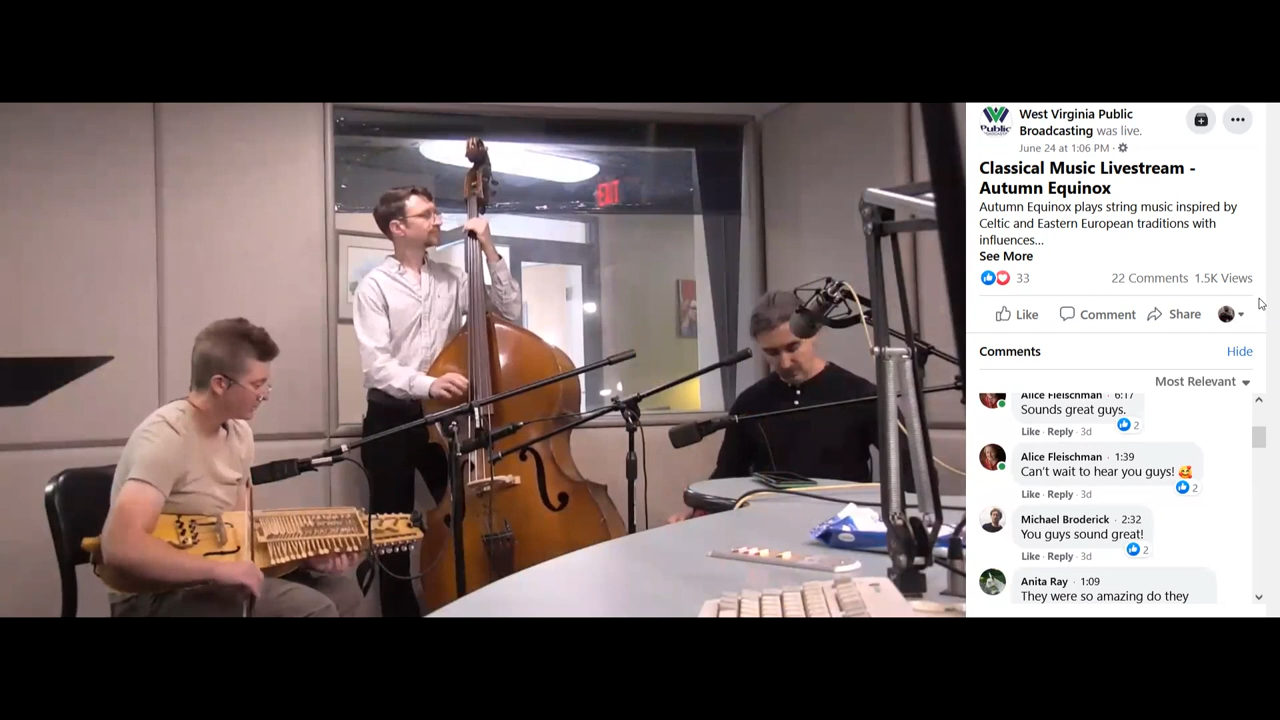 EXIT
Public
West Virginia Public
Broadcasting was live.
June 24 at 1:06 PM ·
Classical Music Livestream -
Autumn Equinox
Autumn Equinox plays string music inspired by
Celtic and Eastern European traditions with
influences...
See More
33
22 Comments 1.5K Views
Like
Comment
Share
Comments
Hide
Most Relevant
Alice Fleischman · 6:17
Sounds great guys.
2
Like · Reply · 3d
Alice Fleischman · 1:39
Can't wait to hear you guys! 🥰
2
Like · Reply · 3d
Michael Broderick · 2:32
You guys sound great!
2
Like · Reply · 3d
Anita Ray · 1:09
They were so amazing do they